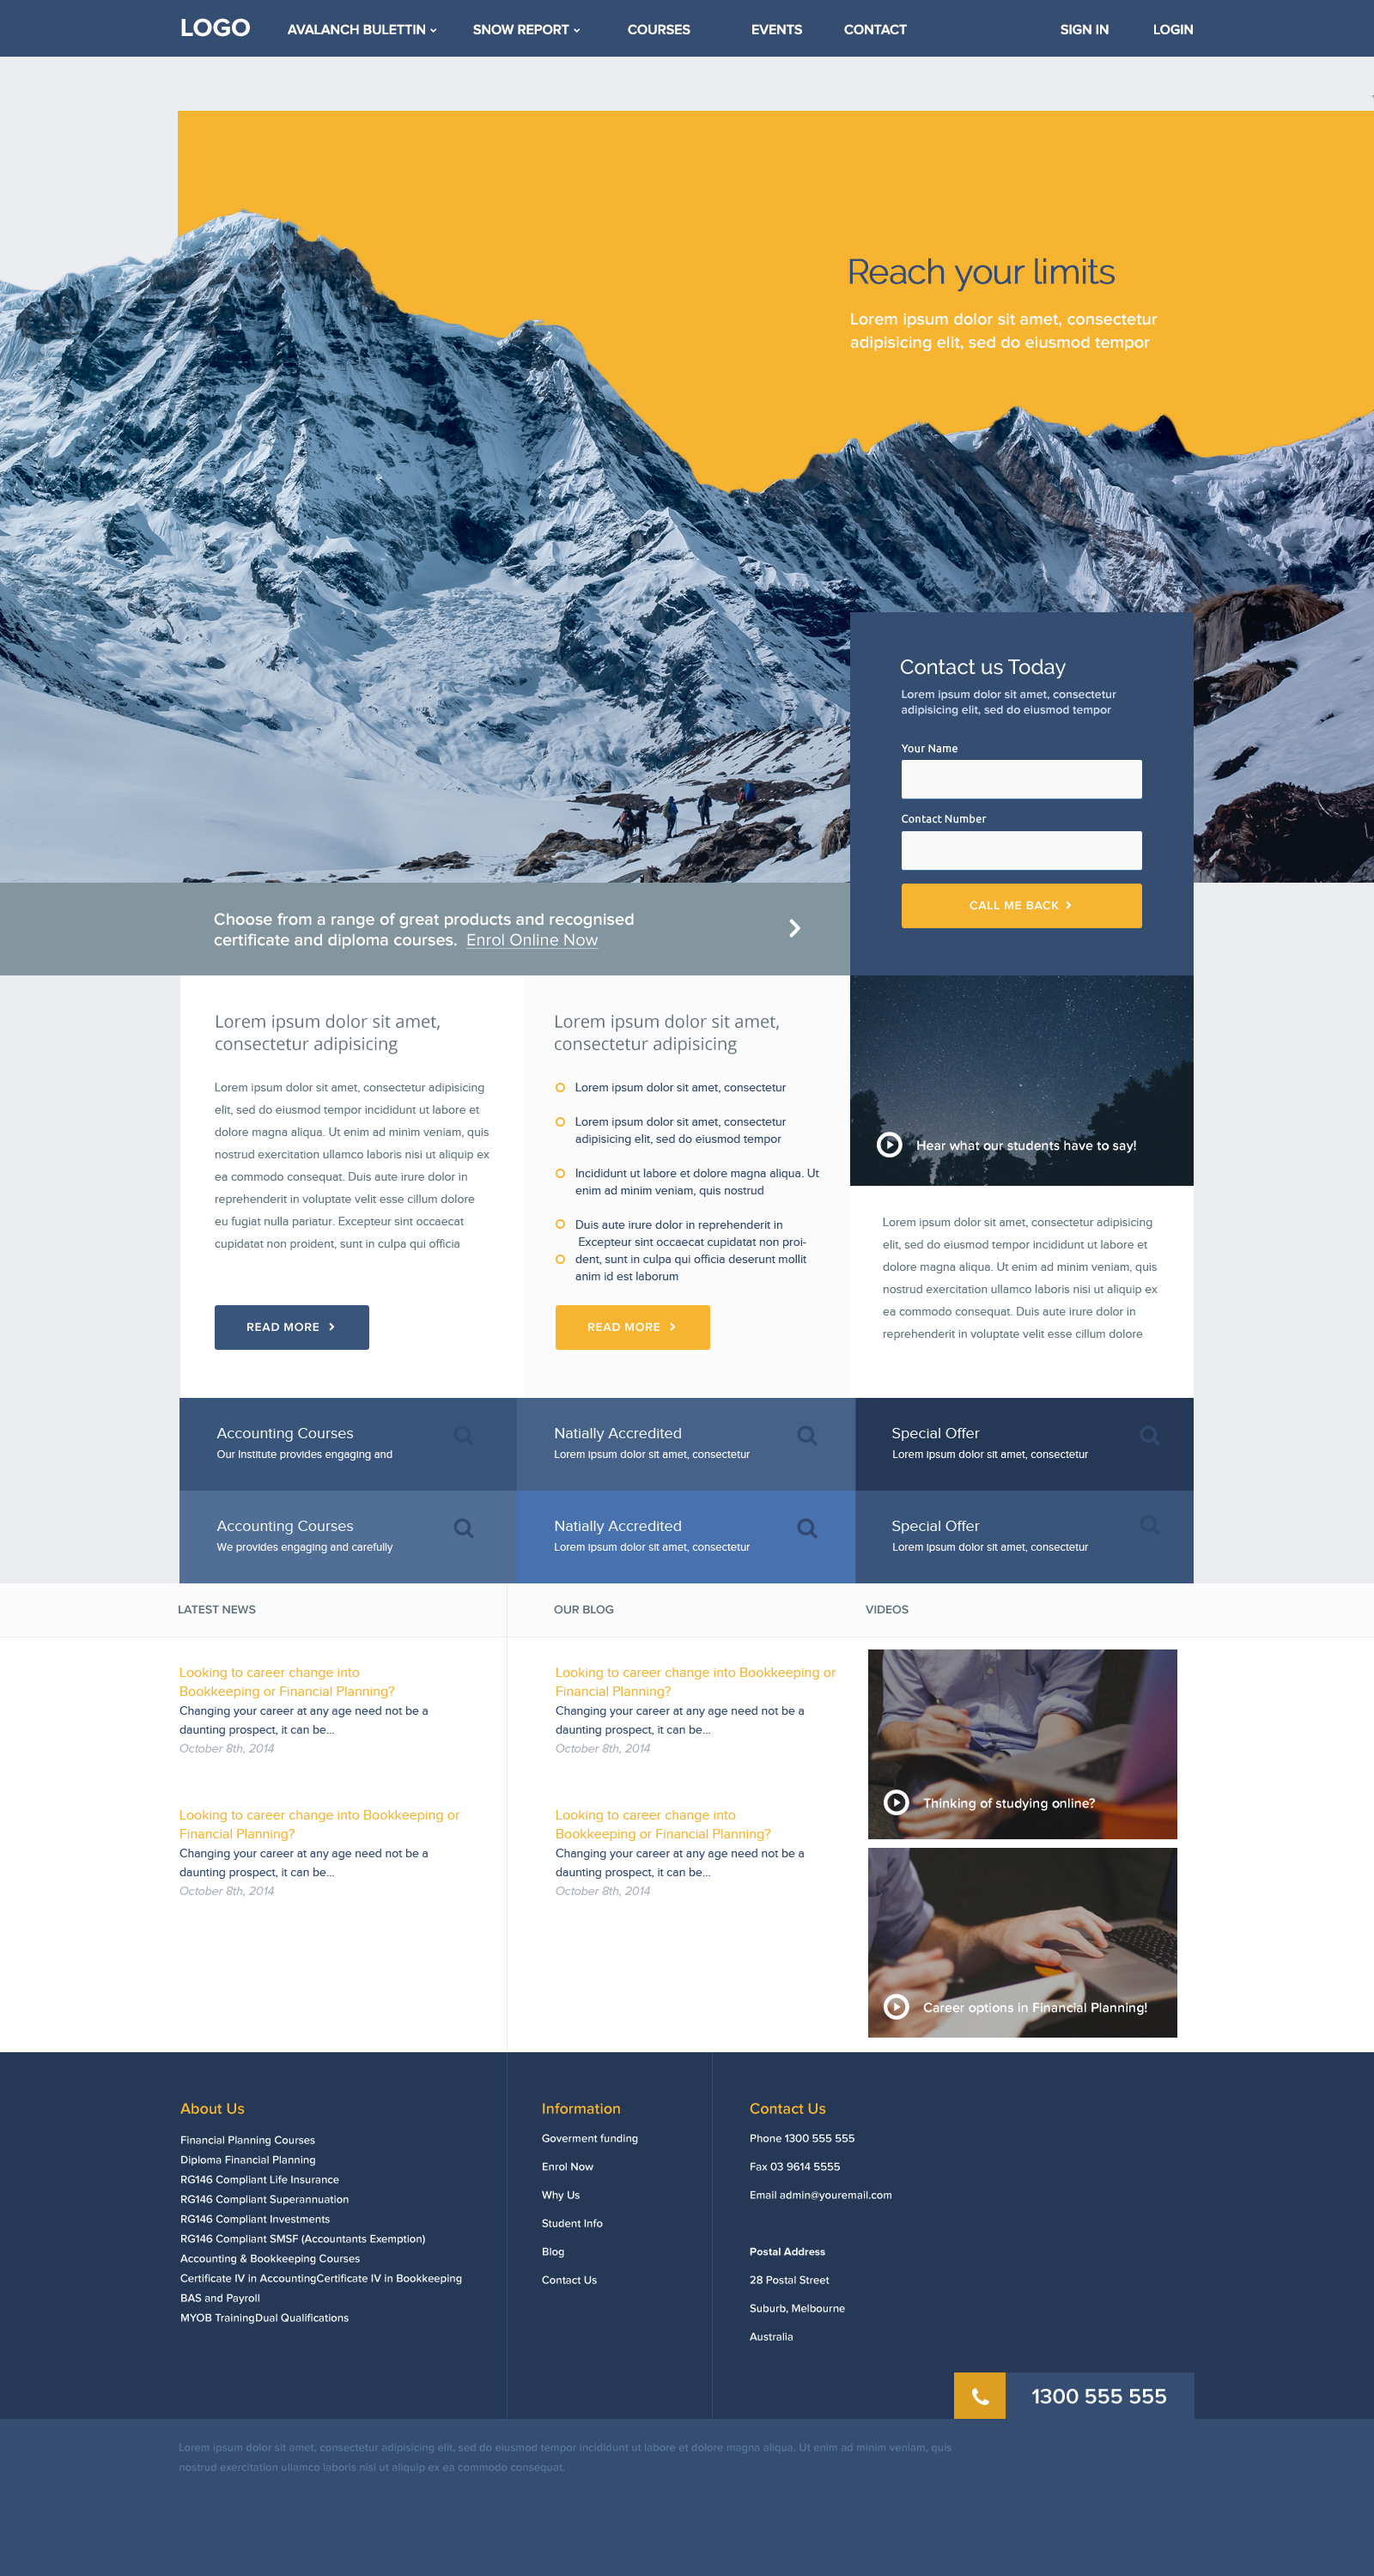 LOGO AVALANCH BULETTIN SNOW REPORT COURSES EVENTS CONTACT SIGN IN LOGIN
Reach your limits
Lorem ipsum dolor sit amet, consectetur
adipisicing elit, sed do eiusmod tempor
Contact us Today
Lorem ipsum dolor sit amet, consectetur
adipisicing elit, sed do eiusmod tempor
Your Name
Contact Number
CALL ME BACK
Choose from a range of great products and recognised
certificate and diploma courses. Enrol Online Now
Lorem ipsum dolor sit amet,
consectetur adipisicing
Lorem ipsum dolor sit amet, consectetur adipisicing
elit, sed do eiusmod tempor incididunt ut labore et
dolore magna aliqua. Ut enim ad minim veniam, quis
nostrud exercitation ullamco laboris nisi ut aliquip ex
ea commodo consequat. Duis aute irure dolor in
reprehenderit in voluptate velit esse cillum dolore
eu fugiat nulla pariatur. Excepteur sint occaecat
cupidatat non proident, sunt in culpa qui officia
READ MORE
Lorem ipsum dolor sit amet,
consectetur adipisicing
Lorem ipsum dolor sit amet, consectetur
Lorem ipsum dolor sit amet, consectetur
adipisicing elit, sed do eiusmod tempor
Incididunt ut labore et dolore magna aliqua. Ut
enim ad minim veniam, quis nostrud
Duis aute irure dolor in reprehenderit in
Excepteur sint occaecat cupidatat non proi-
dent, sunt in culpa qui officia deserunt mollit
anim id est laborum
READ MORE
Hear what our students have to say!
Lorem ipsum dolor sit amet, consectetur adipisicing
elit, sed do eiusmod tempor incididunt ut labore et
dolore magna aliqua. Ut enim ad minim veniam, quis
nostrud exercitation ullamco laboris nisi ut aliquip ex
ea commodo consequat. Duis aute irure dolor in
reprehenderit in voluptate velit esse cillum dolore
Accounting Courses
Our Institute provides engaging and
Natially Accredited
Lorem ipsum dolor sit amet, consectetur
Special Offer
Lorem ipsum dolor sit amet, consectetur
Accounting Courses
We provides engaging and carefully
Natially Accredited
Lorem ipsum dolor sit amet, consectetur
Special Offer
Lorem ipsum dolor sit amet, consectetur
LATEST NEWS
Looking to career change into
Bookkeeping or Financial Planning?
Changing your career at any age need not be a
daunting prospect, it can be...
October 8th, 2014
Looking to career change into Bookkeeping or
Financial Planning?
Changing your career at any age need not be a
daunting prospect, it can be...
October 8th, 2014
OUR BLOG
Looking to career change into Bookkeeping or
Financial Planning?
Changing your career at any age need not be a
daunting prospect, it can be...
October 8th, 2014
Looking to career change into
Bookkeeping or Financial Planning?
Changing your career at any age need not be a
daunting prospect, it can be...
October 8th, 2014
VIDEOS
Thinking of studying online?
Career options in Financial Planning!
About Us
Financial Planning Courses
Diploma Financial Planning
RG146 Compliant Life Insurance
RG146 Compliant Superannuation
RG146 Compliant Investments
RG146 Compliant SMSF (Accountants Exemption)
Accounting & Bookkeeping Courses
Certificate IV in AccountingCertificate IV in Bookkeeping
BAS and Payroll
MYOB TrainingDual Qualifications
Information
Goverment funding
Enrol Now
Why Us
Student Info
Blog
Contact Us
Contact Us
Phone 1300 555 555
Fax 03 9614 5555
Email admin@youremail.com
Postal Address
28 Postal Street
Suburb, Melbourne
Australia
1300 555 555
Lorem ipsum dolor sit amet, consectetur adipisicing elit, sed do eiusmod tempor incididunt ut labore et dolore magna aliqua. Ut enim ad minim veniam, quis
nostrud exercitation ullamco laboris nisi ut aliquip ex ea commodo consequat.